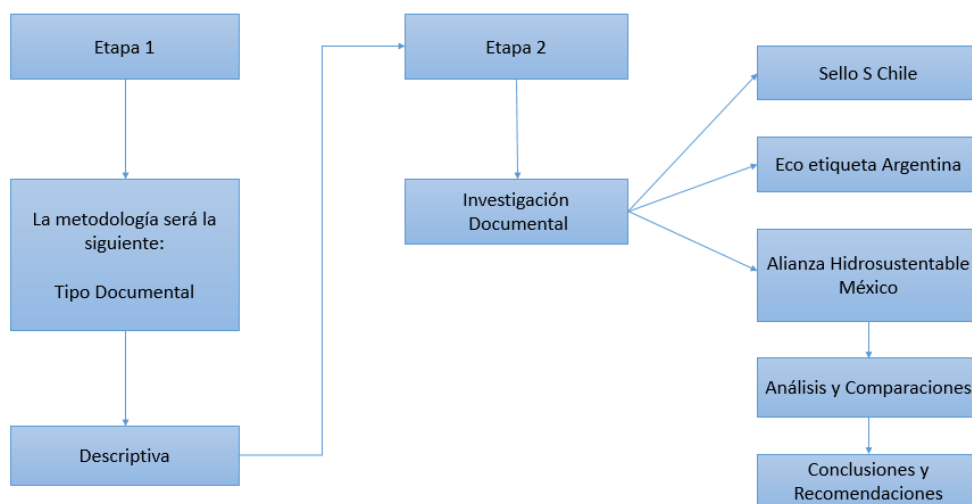 Etapa 1
La metodología será la
siguiente:
Tipo Documental
Descriptiva
Etapa 2
Investigación
Documental
Sello S Chile
Eco etiqueta Argentina
Alianza Hidrosustentable
México
Análisis y Comparaciones
Conclusiones y
Recomendaciones